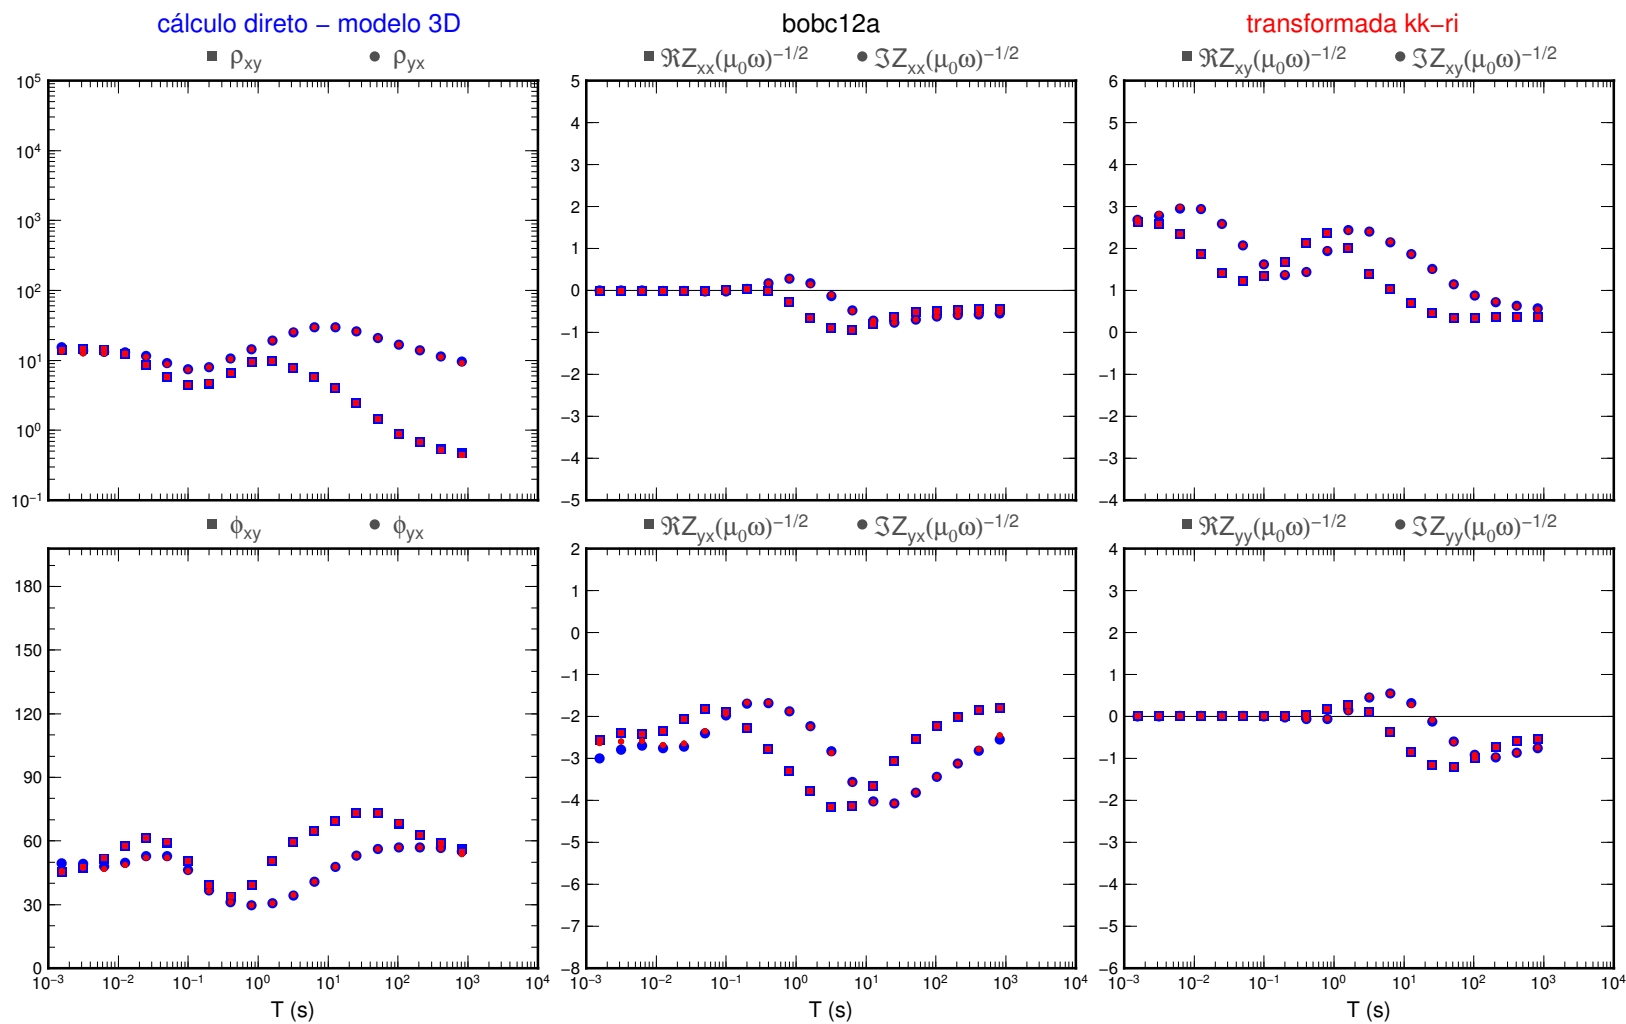 cálculo direto − modelo 3D bobc12a transformada kk−ri
ρxy ρyx ℜZxx(μ0ω)−1/2 ℑZxx(μ0ω)−1/2 ℜZxy(μ0ω)−1/2 ℑZxy(μ0ω)−1/2
10^5 5 6
10^4 4 5
10^3 3 4
10^2 2 3
10^1 1 2
10^0 0 1
10^−1 −1 0
−2 1
−3 −2
−4 −3
−5 −4
ϕxy ϕyx ℜZyx(μ0ω)−1/2 ℑZyx(μ0ω)−1/2 ℜZyy(μ0ω)−1/2 ℑZyy(μ0ω)−1/2
180 2 4
150 1 3
120 0 2
90 −1 1
60 −2 0
30 −3 −1
0 −4 −2
−5 −3
−6 −4
−7 −5
−8 −6
10^−3 10^−2 10^−1 10^0 10^1 10^2 10^3 10^4 10^−3 10^−2 10^−1 10^0 10^1 10^2 10^3 10^4 10^−3 10^−2 10^−1 10^0 10^1 10^2 10^3 10^4
T (s) T (s) T (s)